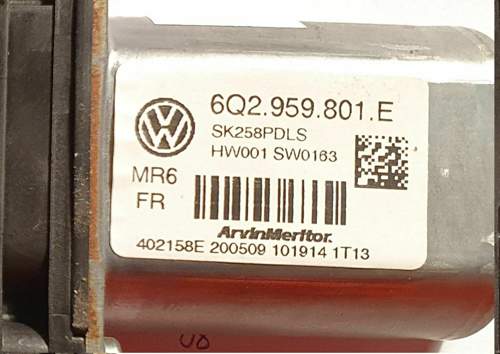 6Q2.959.801.E
SK258PDLS
HW001 SW0163
MR6
FR
ArvinMeritor.
402158E 200509 101914 1T13